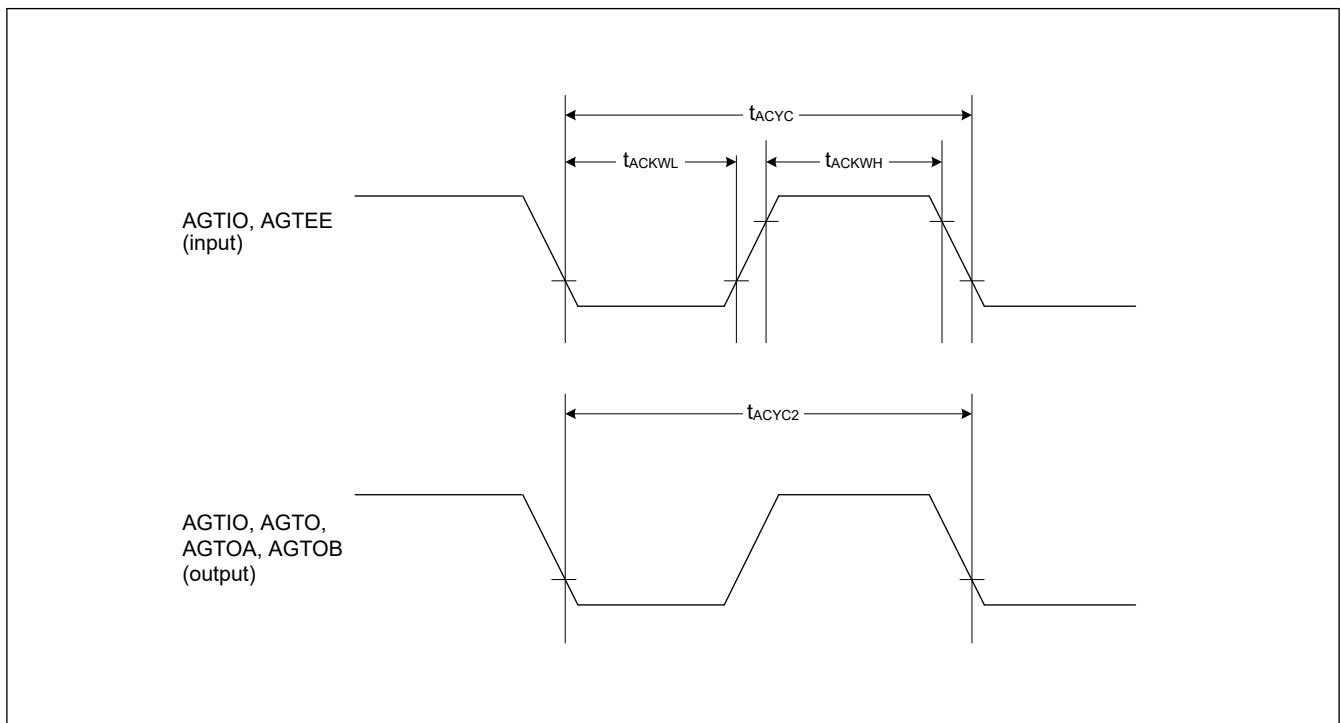 tACYC
tACKWL
tACKWH
AGTIO, AGTEE
(input)
tACYC2
AGTIO, AGTO,
AGTOA, AGTOB
(output)